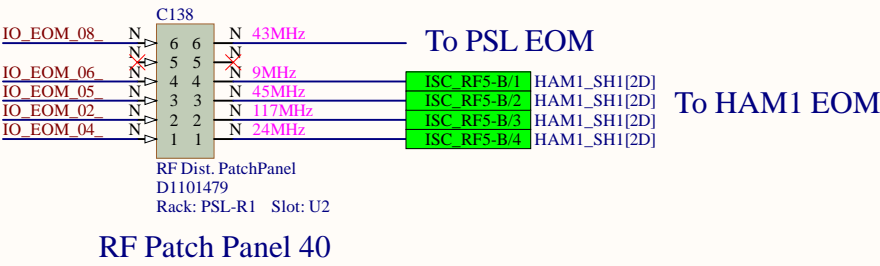 C138
IO_EOM_08_ N 6 6 N 43MHz To PSL EOM
N 5 5 N
IO_EOM_06_ N 4 4 N 9MHz ISC_RF5-B/1 HAM1_SH1[2D]
IO_EOM_05_ N 3 3 N 45MHz ISC_RF5-B/2 HAM1_SH1[2D] To HAM1 EOM
IO_EOM_02_ N 2 2 N 117MHz ISC_RF5-B/3 HAM1_SH1[2D]
IO_EOM_04_ N 1 1 N 24MHz ISC_RF5-B/4 HAM1_SH1[2D]
RF Dist. PatchPanel
D1101479
Rack: PSL-R1 Slot: U2
RF Patch Panel 40